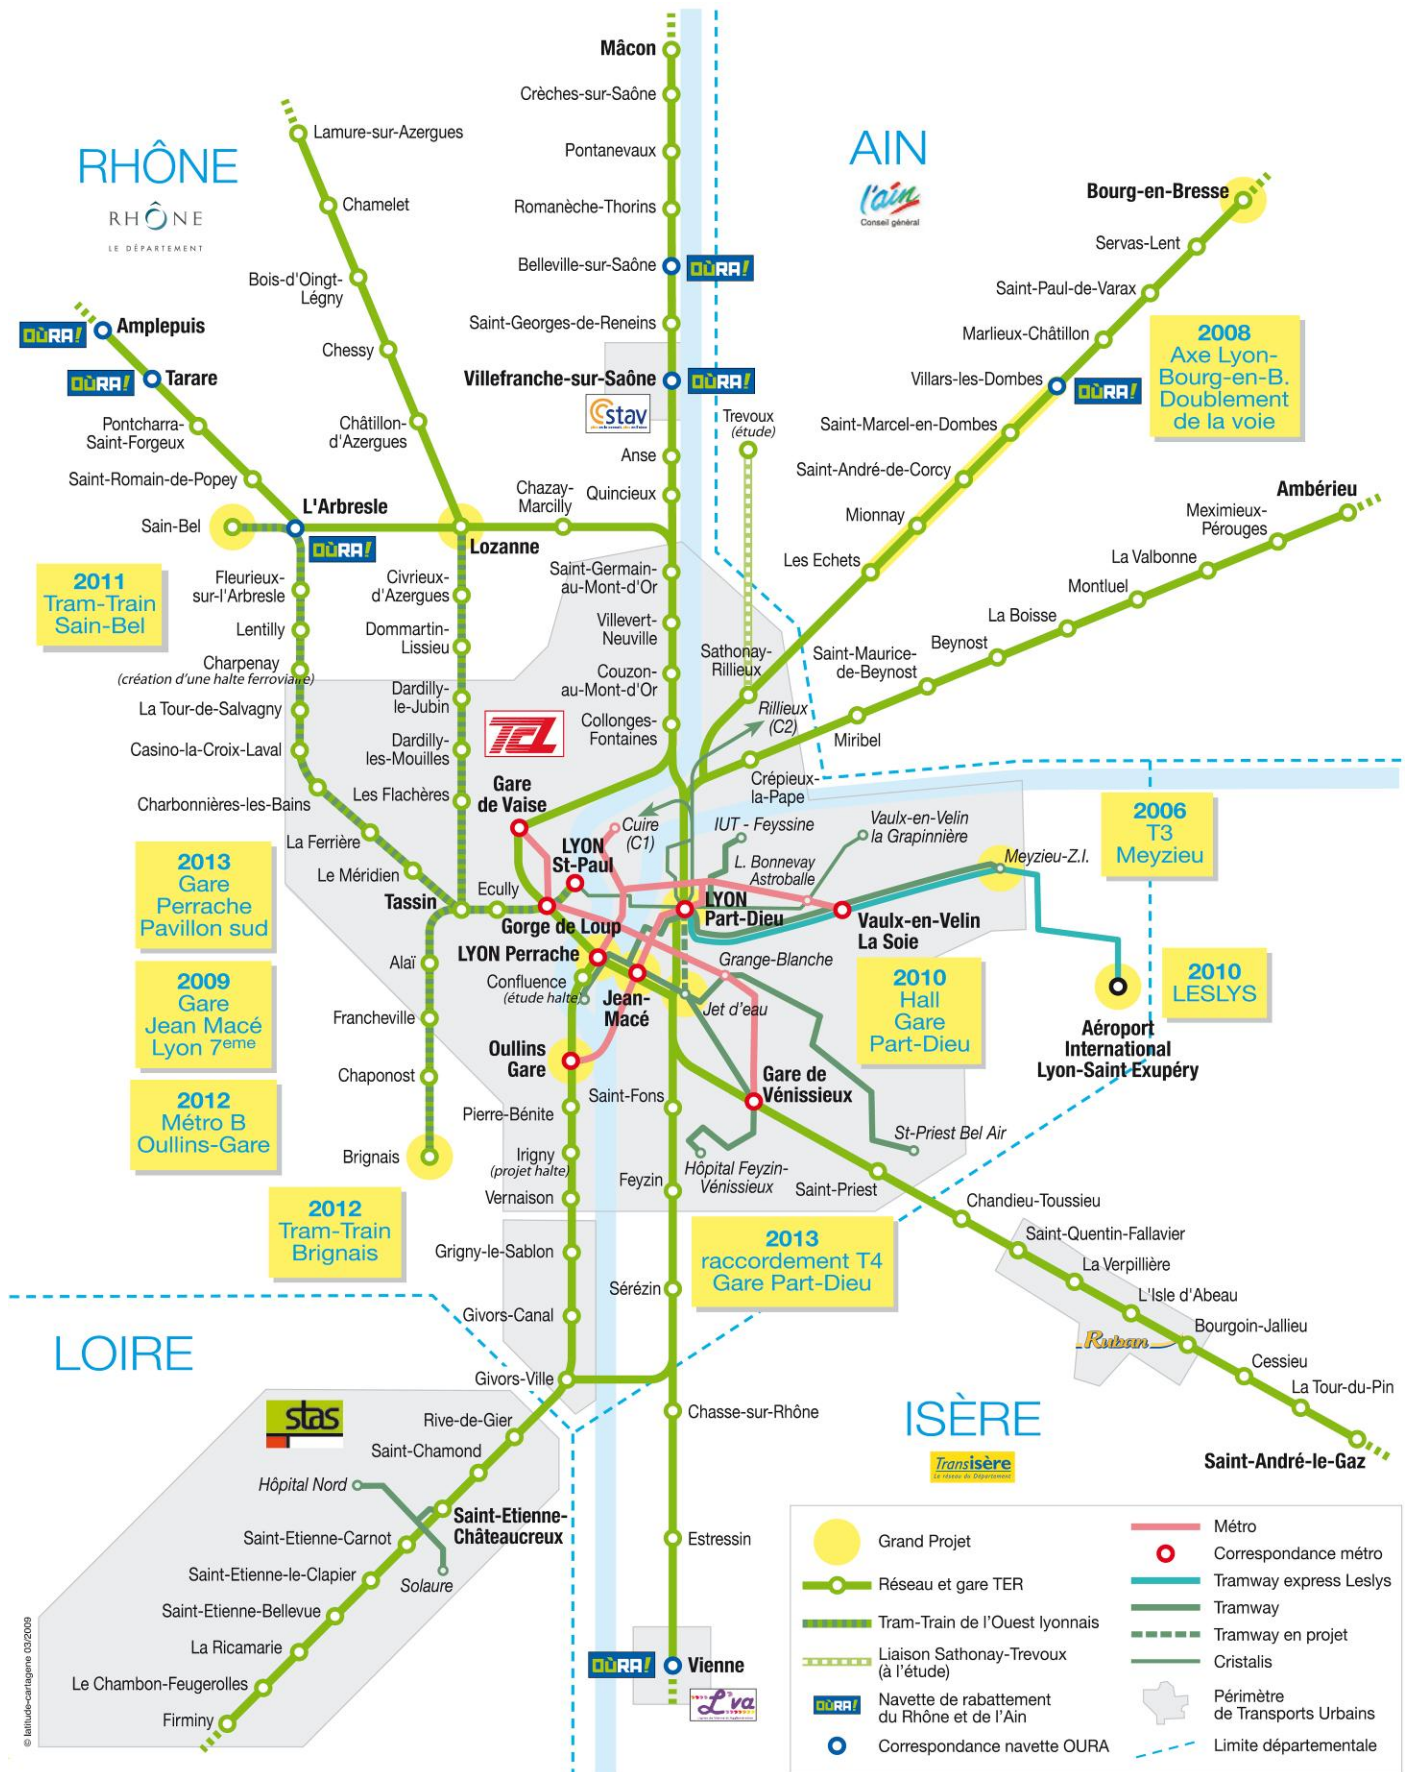 Mâcon
Crèches-sur-Saône
Pontanevaux
Romanèche-Thorins
Belleville-sur-Saône
OÙRA!
Saint-Georges-de-Reneins
Villefranche-sur-Saône
OÙRA!
stav
Anse
Quincieux
Saint-Germain-
au-Mont-d'Or
Villevert-
Neuville
Couzon-
au-Mont-d'Or
Collonges-
Fontaines
RHÔNE
RHÔNE
LE DÉPARTEMENT
Lamure-sur-Azergues
Chamelet
Bois-d'Oingt-
Légny
Chessy
Châtillon-
d'Azergues
OÙRA!
Amplepuis
OÙRA!
Tarare
Pontcharra-
Saint-Forgeux
Saint-Romain-de-Popey
Sain-Bel
L'Arbresle
OÙRA!
Lozanne
Chazay-
Marcilly
2011
Tram-Train
Sain-Bel
Fleurieux-
sur-l'Arbresle
Lentilly
Charpenay
(création d'une halte ferroviaire)
La Tour-de-Salvagny
Casino-la-Croix-Laval
Charbonnières-les-Bains
La Ferrière
Le Méridien
Tassin
Civrieux-
d'Azergues
Dommartin-
Lissieu
Dardilly-
le-Jubin
Dardilly-
les-Mouilles
Les Flachères
TCL
AIN
l'ain
Conseil général
Bourg-en-Bresse
Servas-Lent
Saint-Paul-de-Varax
Marlieux-Châtillon
Villars-les-Dombes
OÙRA!
Saint-Marcel-en-Dombes
Saint-André-de-Corcy
Mionnay
Les Echets
Sathonay-
Rillieux
Trevoux
(étude)
2008
Axe Lyon-
Bourg-en-B.
Doublement
de la voie
Ambérieu
Meximieux-
Pérouges
La Valbonne
Montluel
La Boisse
Beynost
Saint-Maurice-
de-Beynost
Miribel
Crépieux-
la-Pape
Rillieux
(C2)
Cuire
(C1)
IUT - Feyssine
Vaulx-en-Velin
la Grapinnière
L. Bonnevay
Astroballe
Meyzieu-Z.I.
2006
T3
Meyzieu
Gare
de Vaise
LYON
St-Paul
Ecully
Gorge de Loup
LYON
Part-Dieu
Vaulx-en-Velin
La Soie
LYON Perrache
Confluence
(étude halte)
Jean-
Macé
Grange-Blanche
Jet d'eau
Oullins
Gare
Gare de
Vénissieux
2010
Hall
Gare
Part-Dieu
2010
LESLYS
Aéroport
International
Lyon-Saint Exupéry
2013
Gare
Perrache
Pavillon sud
2009
Gare
Jean Macé
Lyon 7eme
2012
Métro B
Oullins-Gare
2012
Tram-Train
Brignais
Alaï
Francheville
Chaponost
Brignais
Pierre-Bénite
Irigny
(projet halte)
Vernaison
Grigny-le-Sablon
Givors-Canal
Givors-Ville
Saint-Fons
Feyzin
Sérézin
Chasse-sur-Rhône
Estressin
OÙRA!
Vienne
L'va
Hôpital Feyzin-
Vénissieux
St-Priest Bel Air
Saint-Priest
2013
raccordement T4
Gare Part-Dieu
Chandieu-Toussieu
Saint-Quentin-Fallavier
La Verpillière
L'Isle d'Abeau
Bourgoin-Jallieu
Ruban
Cessieu
La Tour-du-Pin
Saint-André-le-Gaz
LOIRE
stas
Rive-de-Gier
Saint-Chamond
Hôpital Nord
Saint-Etienne-
Châteaucreux
Saint-Etienne-Carnot
Solaure
Saint-Etienne-le-Clapier
Saint-Etienne-Bellevue
La Ricamarie
Le Chambon-Feugerolles
Firminy
ISÈRE
Transisère
Le réseau du Département
Grand Projet
Réseau et gare TER
Tram-Train de l'Ouest lyonnais
Liaison Sathonay-Trevoux
(à l'étude)
OÙRA!
Navette de rabattement
du Rhône et de l'Ain
Correspondance navette OURA
Métro
Correspondance métro
Tramway express Leslys
Tramway
Tramway en projet
Cristalis
Périmètre
de Transports Urbains
Limite départementale
© latitude-cartagene 03/2009